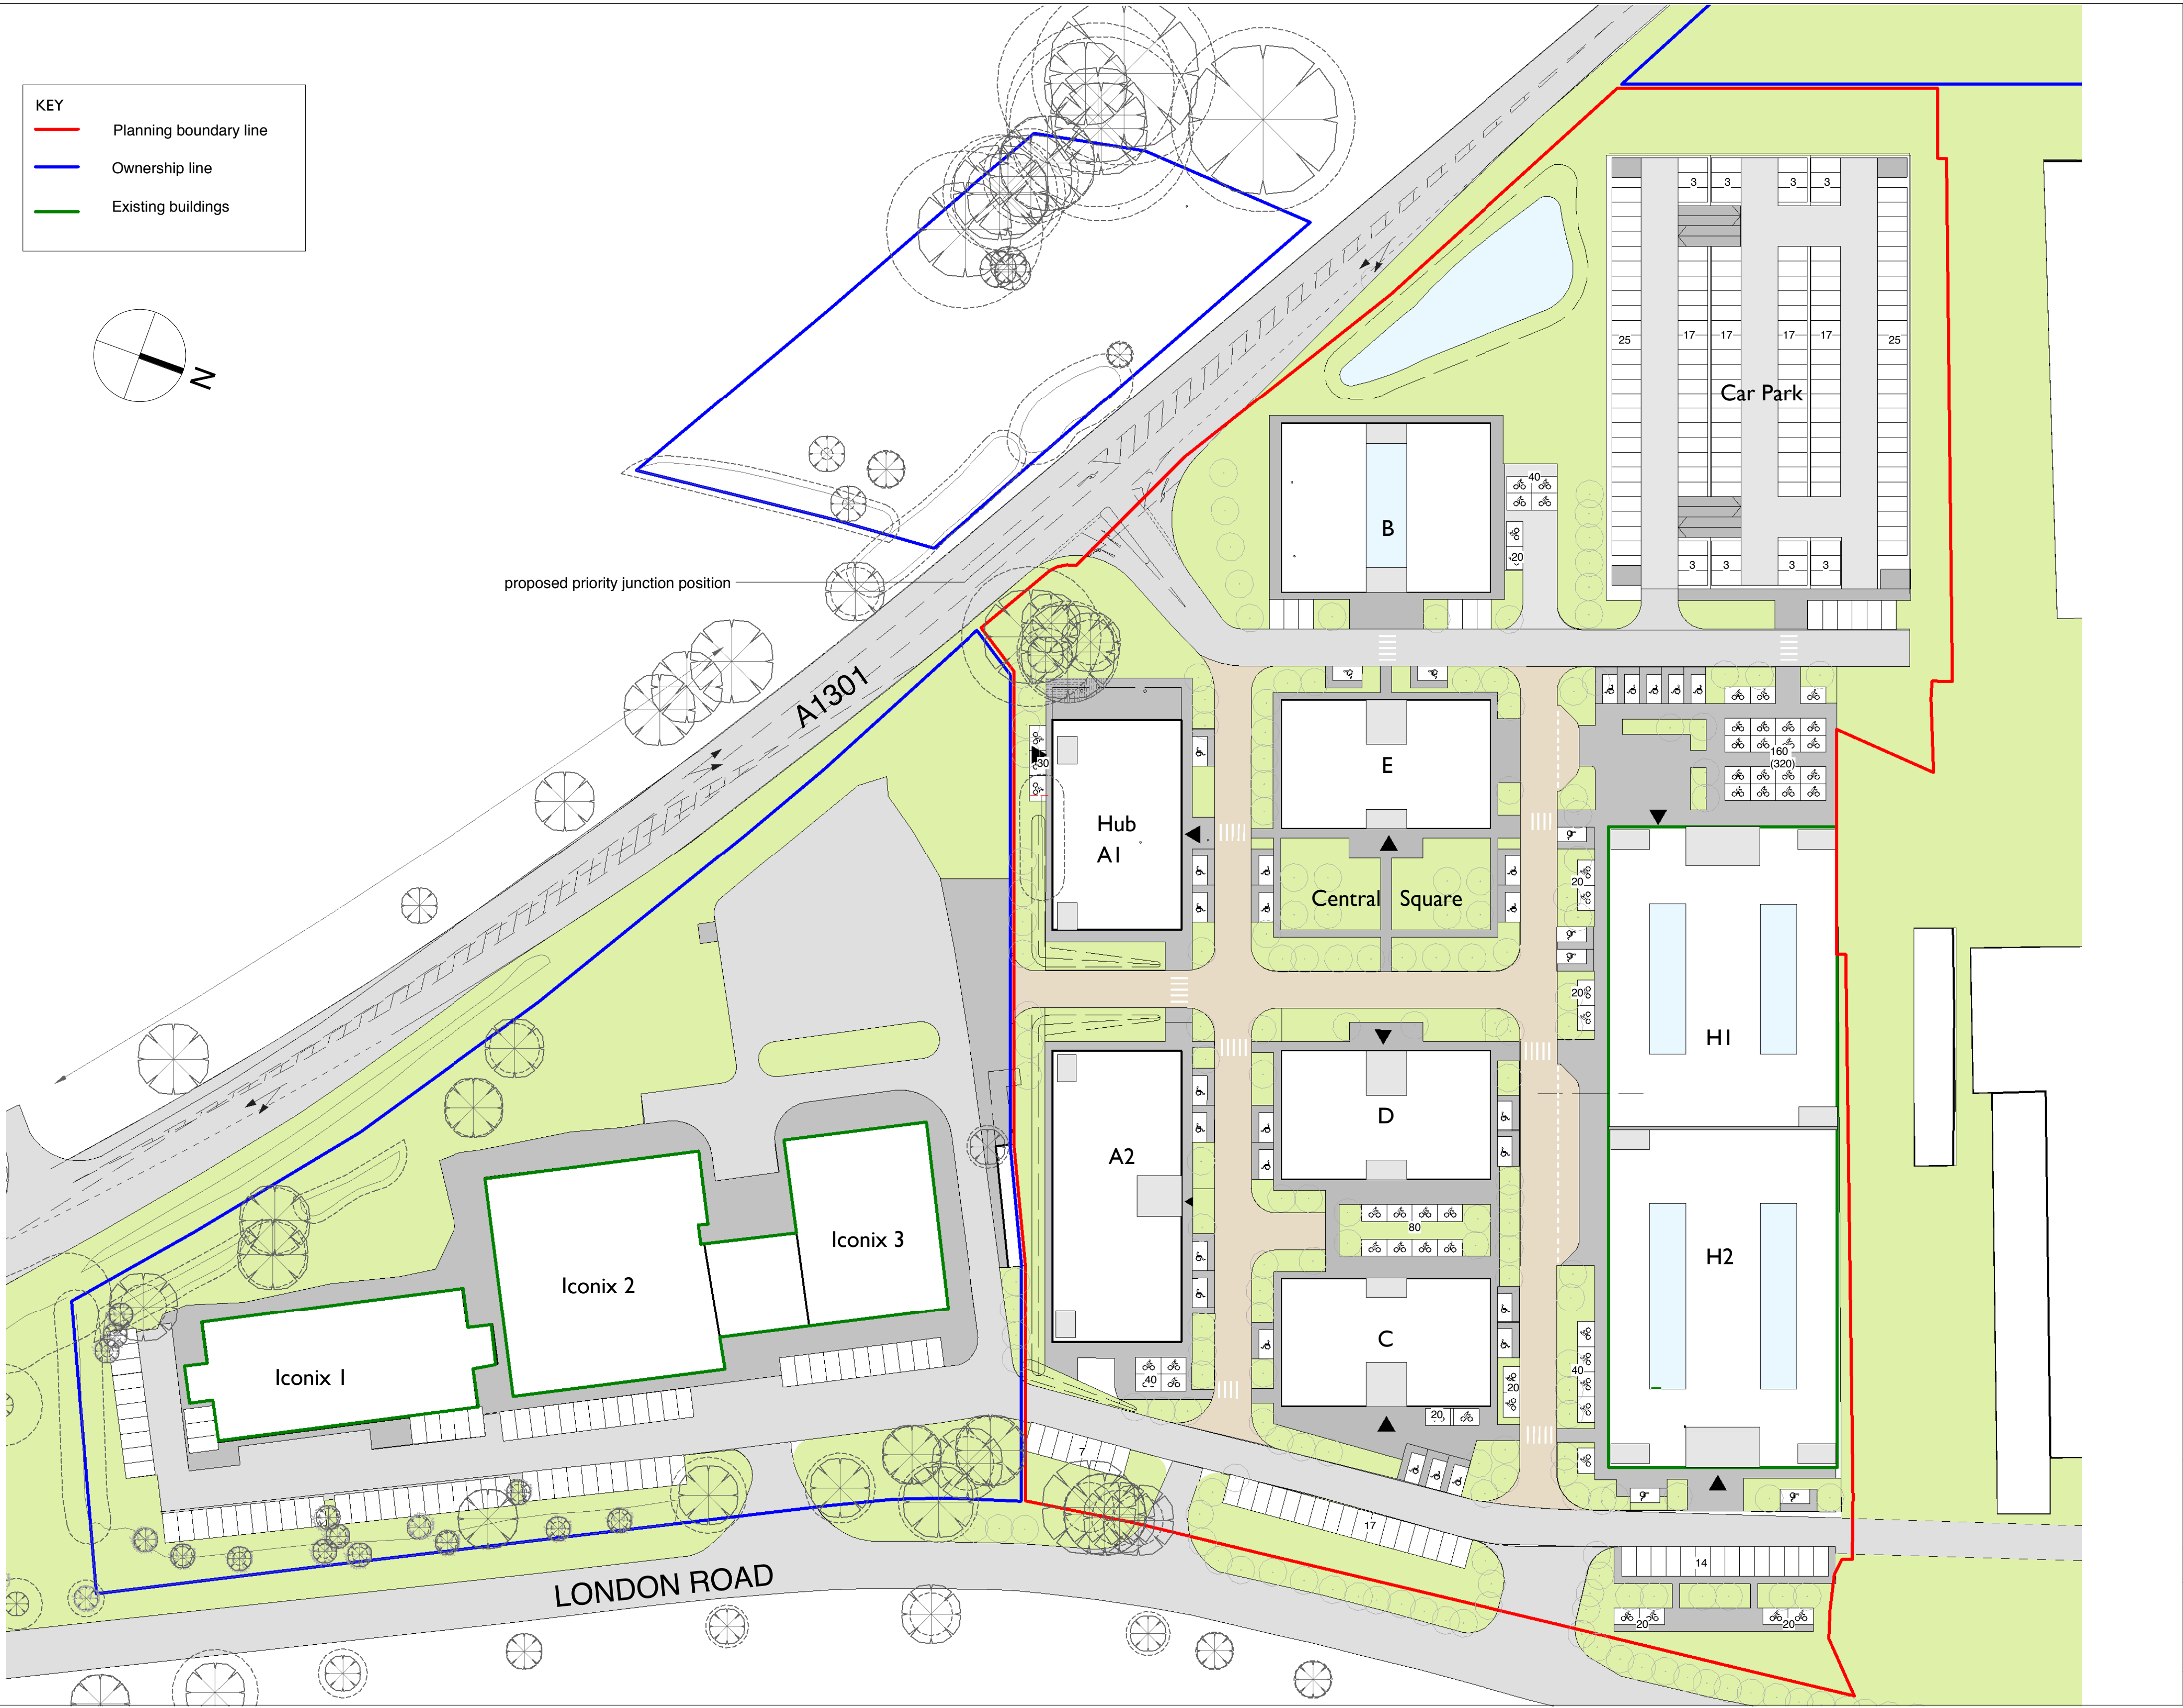 KEY
Planning boundary line
Ownership line
Existing buildings
N
3 3 3 3
25 17 17 17 17 25
Car Park
40
B
20
3 3 3 3
proposed priority junction position
A1301
E
160
(320)
30
Hub
A1
Central Square
20
20
H1
D
A2
Iconix 3
80
H2
Iconix 2
C
Iconix 1
40
40
20
20
7
17
14
LONDON ROAD
20
20